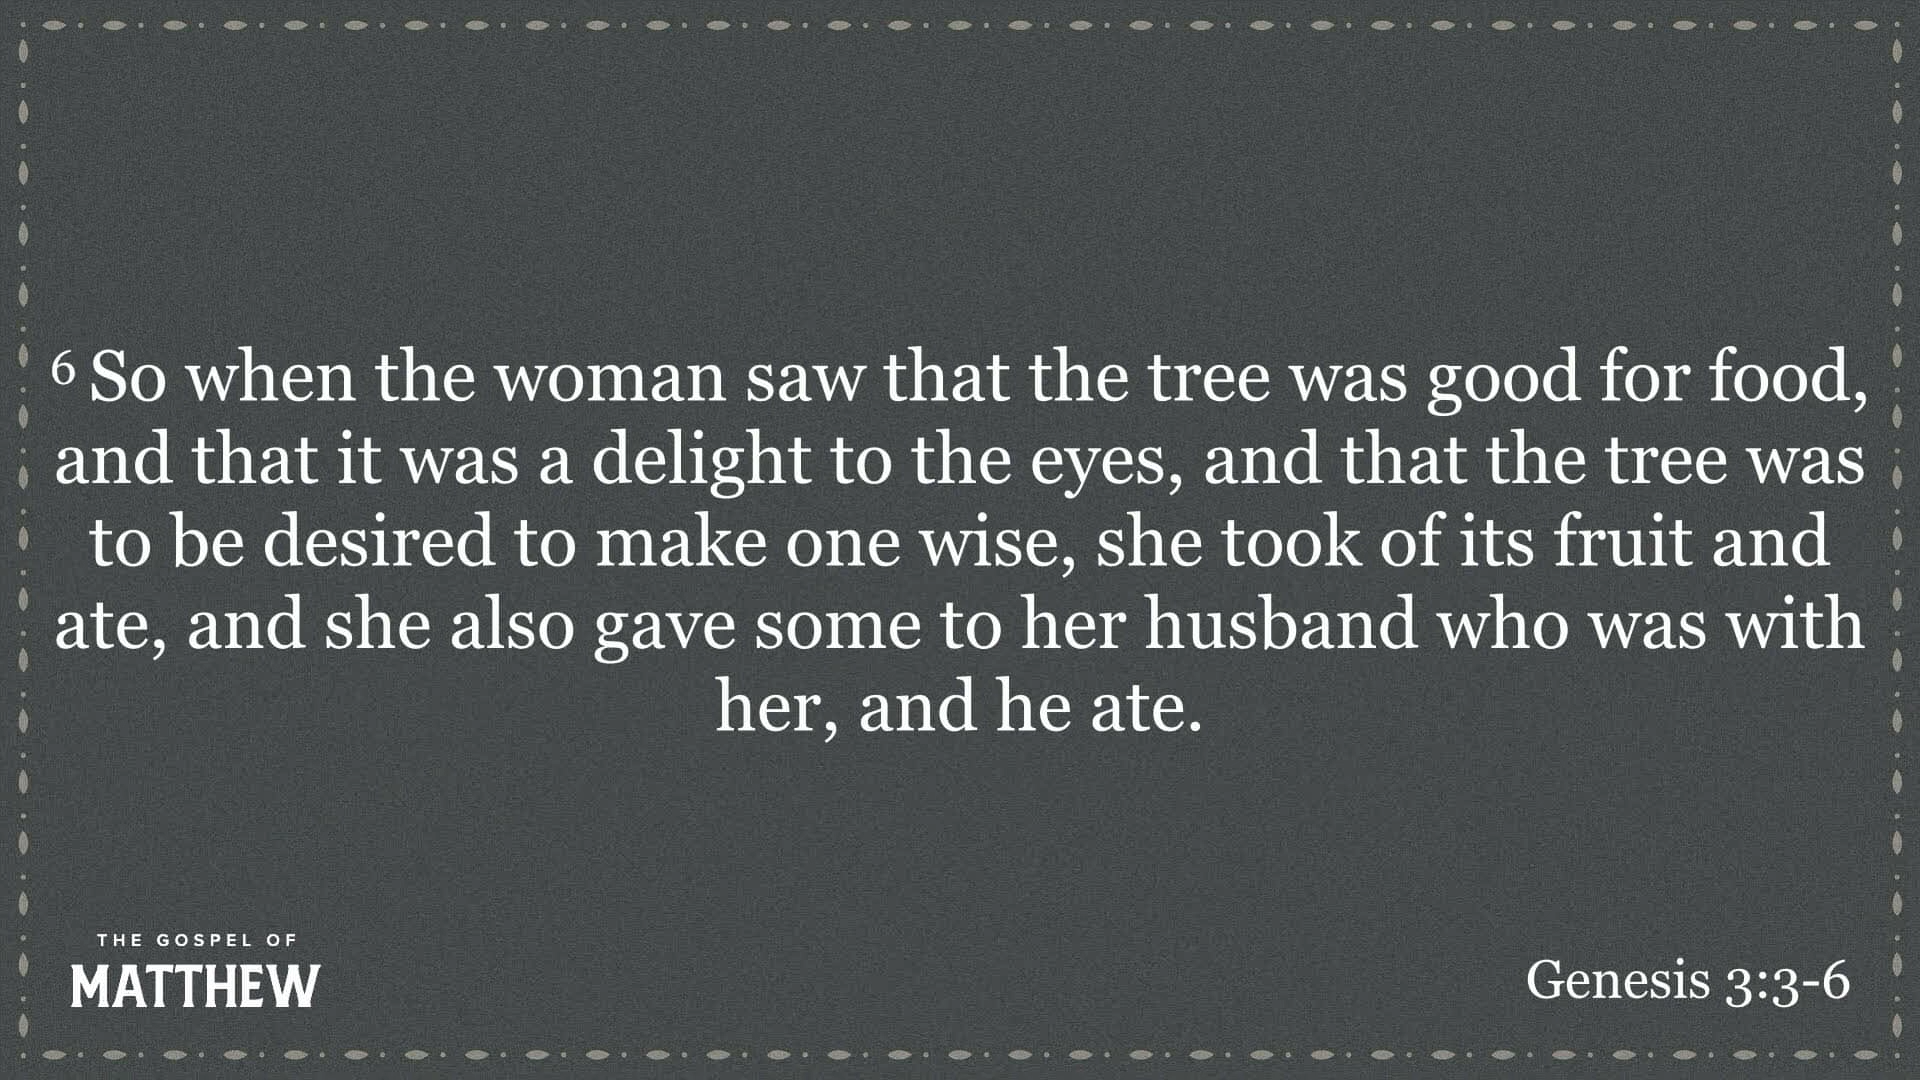 6 So when the woman saw that the tree was good for food,
and that it was a delight to the eyes, and that the tree was
to be desired to make one wise, she took of its fruit and
ate, and she also gave some to her husband who was with
her, and he ate.
THE GOSPEL OF
MATTHEW
Genesis 3:3-6